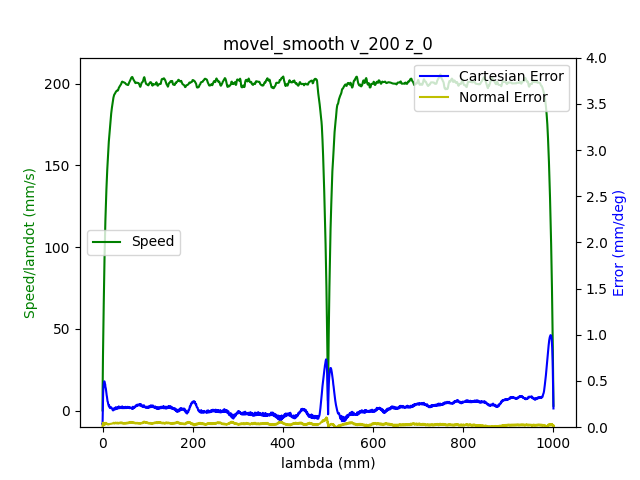 movel_smooth v_200 z_0
Cartesian Error
Normal Error
Speed
Speed/lamdot (mm/s)
200
150
100
50
0
4.0
3.5
3.0
2.5
2.0
1.5
1.0
0.5
0.0
Error (mm/deg)
0 200 400 600 800 1000
lambda (mm)